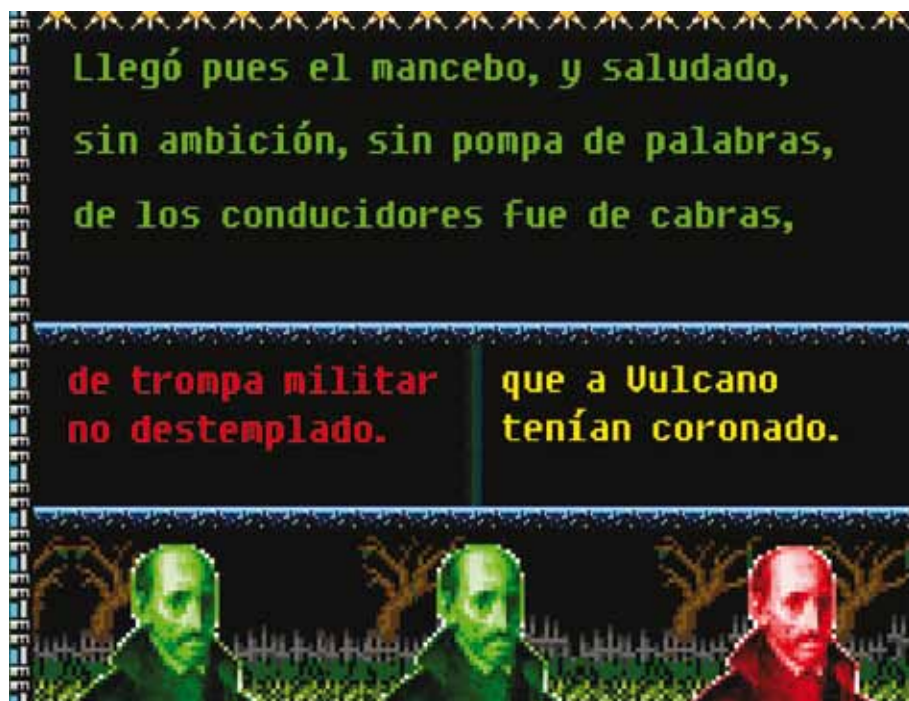 Llegó pues el mancebo, y saludado,
sin ambición, sin pompa de palabras,
de los conducidores fue de cabras,
de trompa militar
no destemplado.
que a Vulcano
tenían coronado.